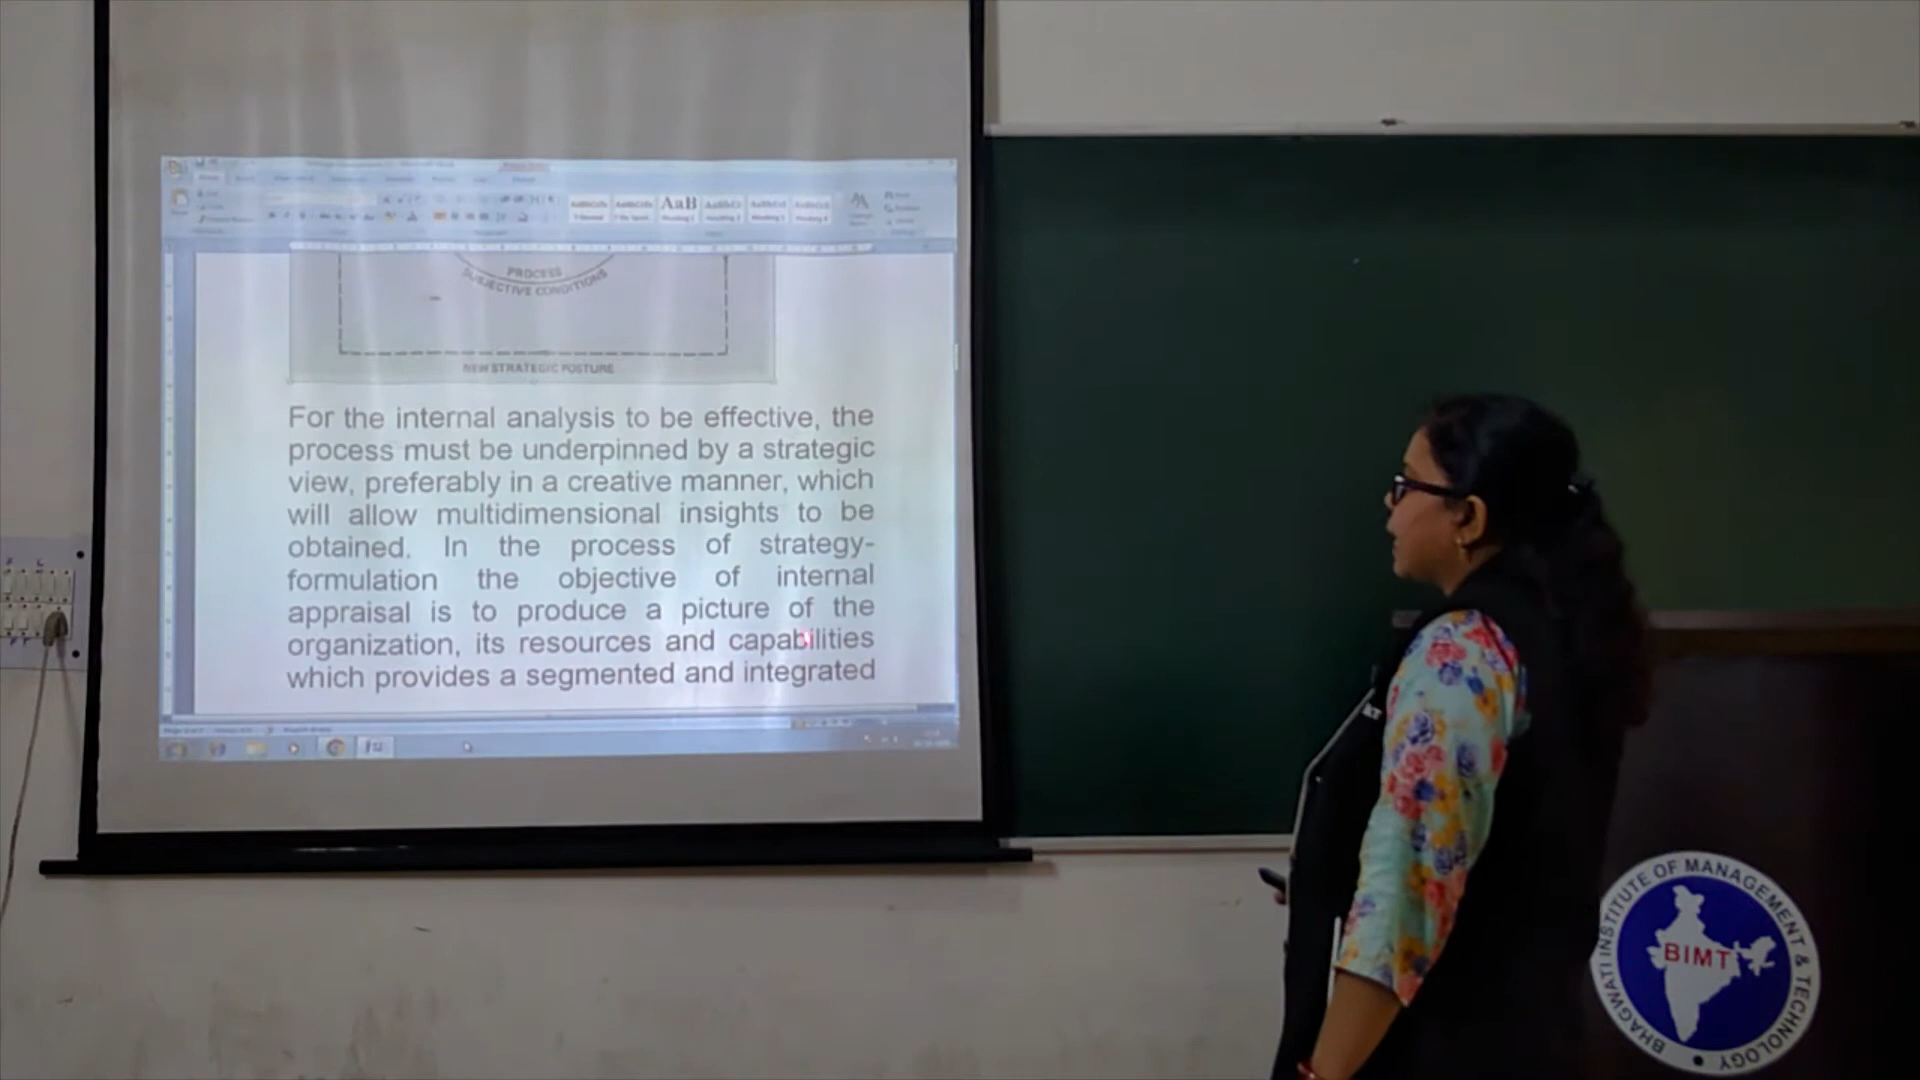 AaB
PROCESS
SUBJECTIVE CONDITIONS
NEW STRATEGIC POSTURE
For the internal analysis to be effective, the
process must be underpinned by a strategic
view, preferably in a creative manner, which
will allow multidimensional insights to be
obtained. In the process of strategy-
formulation the objective of internal
appraisal is to produce a picture of the
organization, its resources and capabilities
which provides a segmented and integrated
BHAGWATI INSTITUTE OF MANAGEMENT & TECHNOLOGY
BIMT